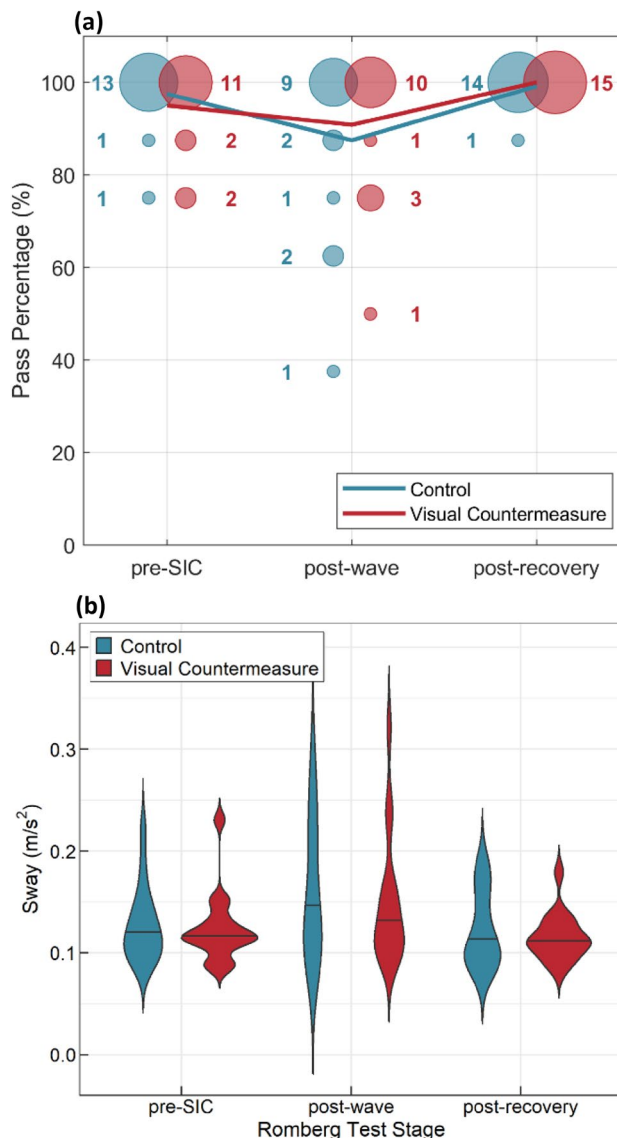 (a)
100
80
60
40
20
0
Pass Percentage (%)
13 11 9 10 14 15
1 2 2 1 1
1 2 1 3
2
1
1
Control
Visual Countermeasure
pre-SIC post-wave post-recovery
(b)
0.4
0.3
0.2
0.1
0.0
Sway (m/s²)
Control
Visual Countermeasure
pre-SIC post-wave post-recovery
Romberg Test Stage